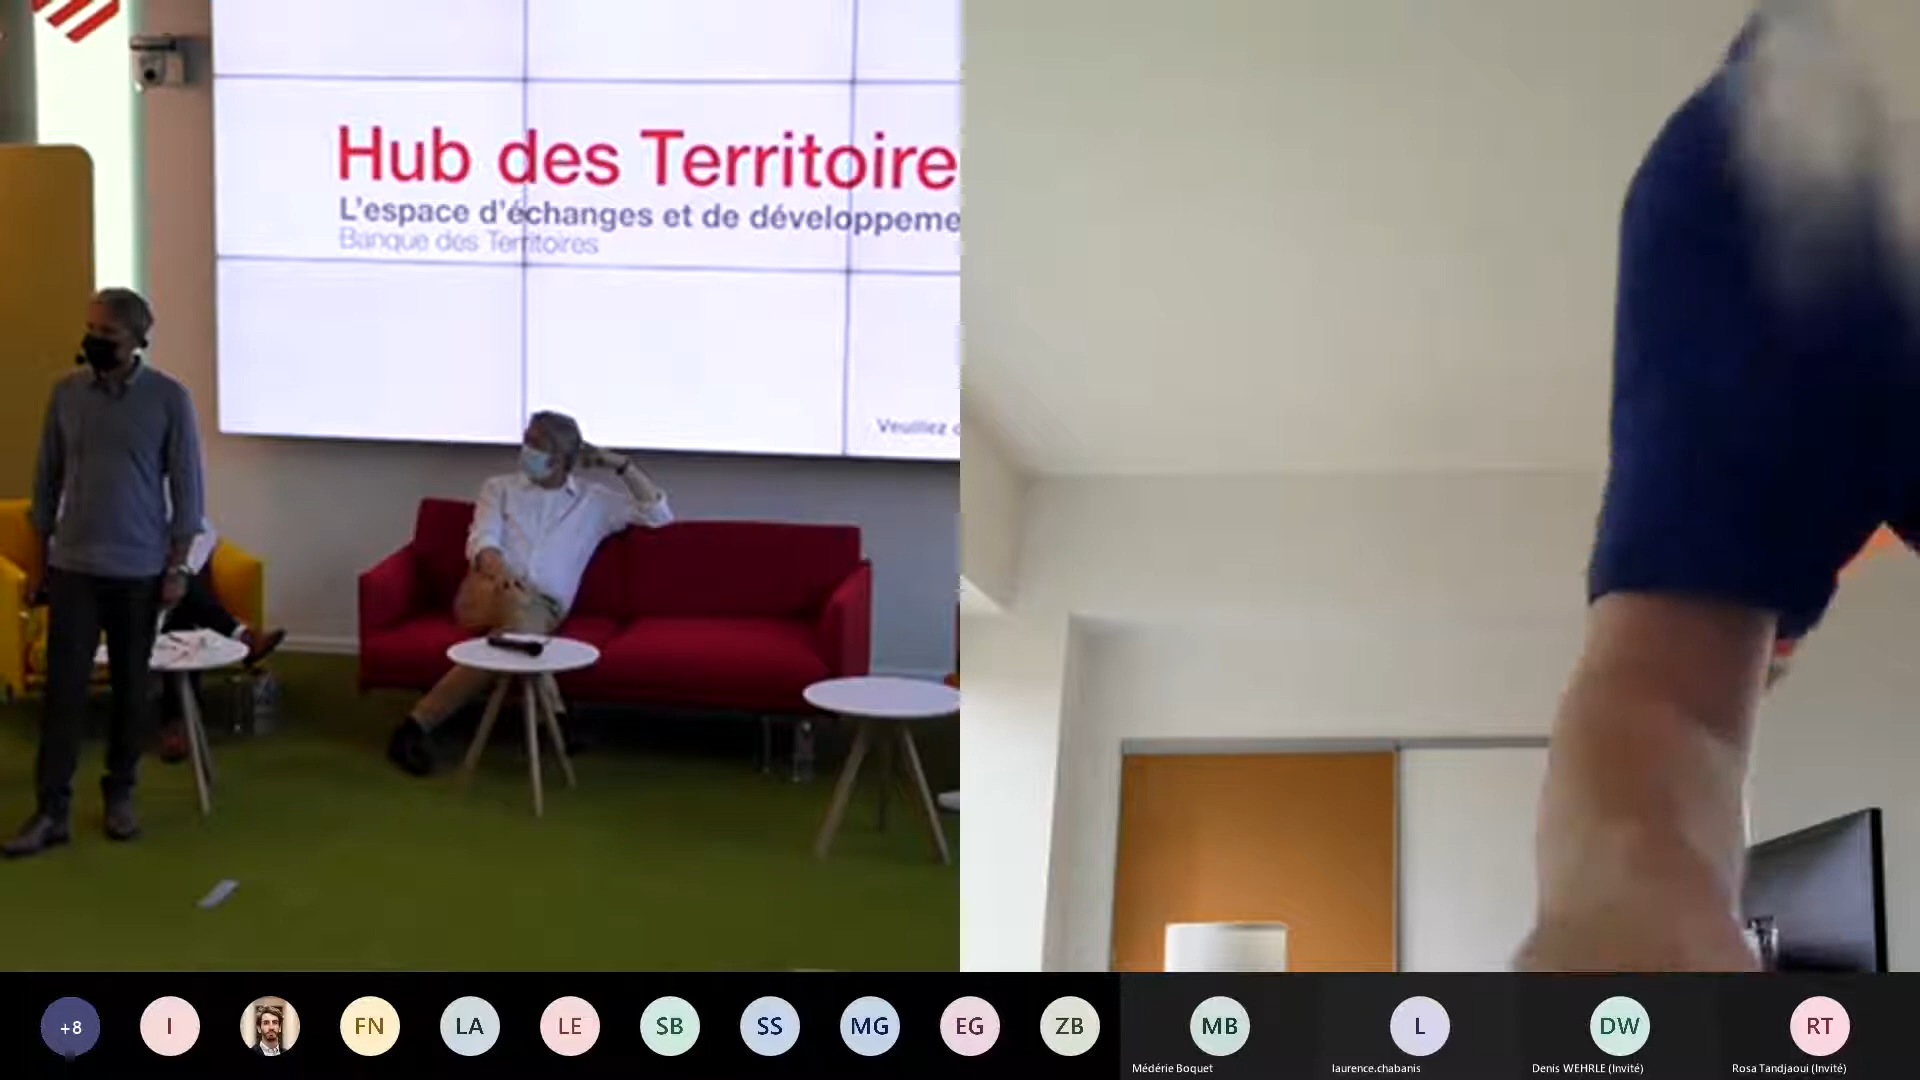 Hub des Territoire
L'espace d'échanges et de développeme
Banque des Territoires
Veuillez
+8
I
FN
LA
LE
SB
SS
MG
EG
ZB
MB
L
DW
RT
Médérie Boquet
laurence.chabanis
Denis WEHRLE (Invité)
Rosa Tandjaoui (Invité)